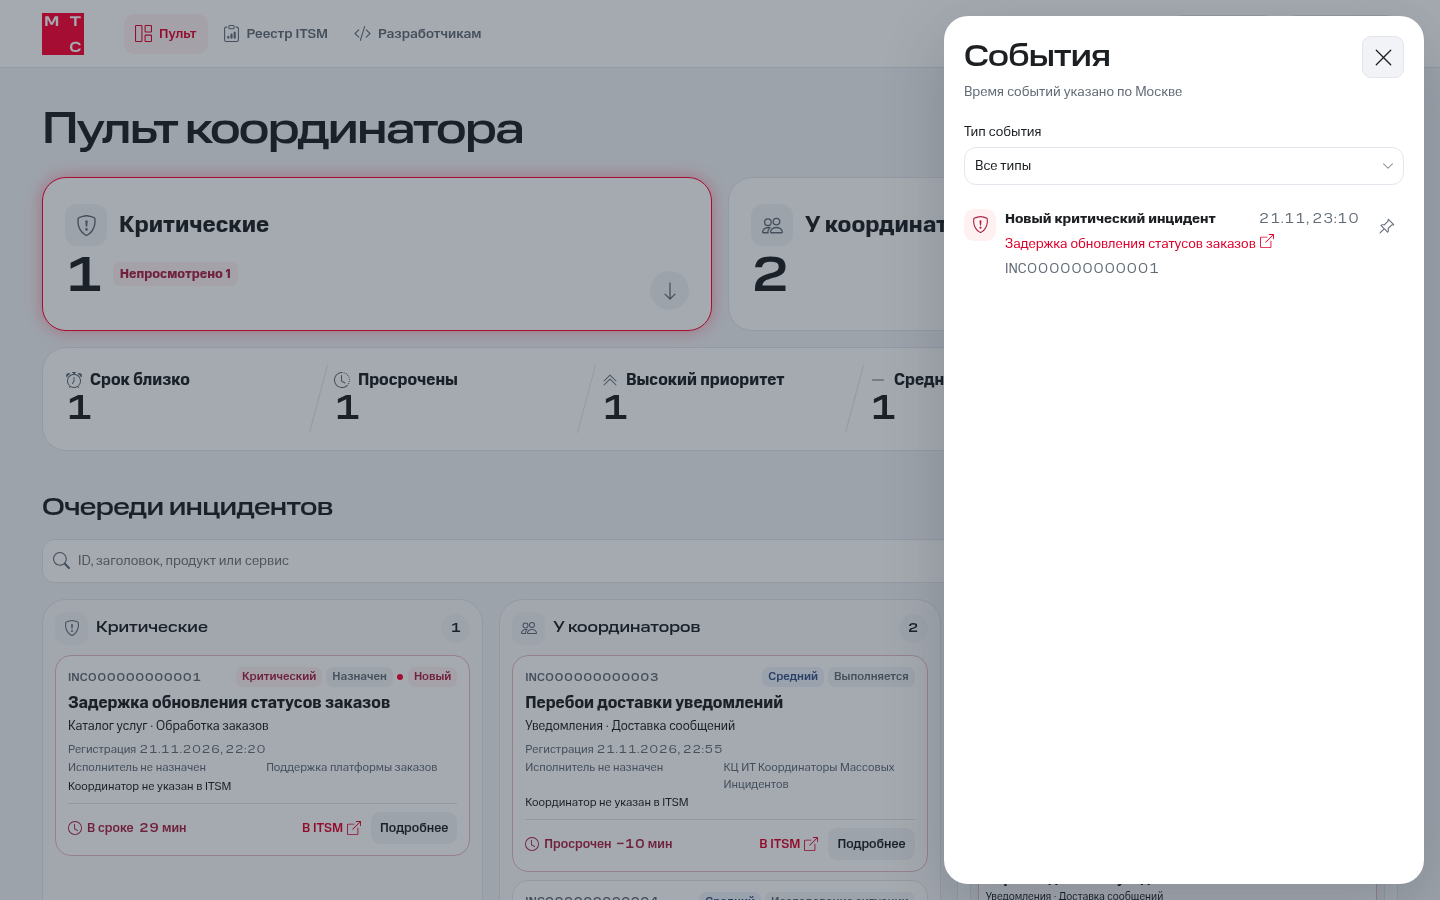 М Т С
Пульт
Реестр ITSM
Разработчикам
Пульт координатора
Критические
1
Непросмотрено 1
У координат
2
Срок близко
1
Просрочены
1
Высокий приоритет
1
Средн
1
Очереди инцидентов
ID, заголовок, продукт или сервис
Критические
1
INC000000000001
Критический
Назначен
Новый
Задержка обновления статусов заказов
Каталог услуг · Обработка заказов
Регистрация 21.11.2026, 22:20
Исполнитель не назначен
Поддержка платформы заказов
Координатор не указан в ITSM
В сроке 29 мин
В ITSM
Подробнее
У координаторов
2
INC000000000003
Средний
Выполняется
Перебои доставки уведомлений
Уведомления · Доставка сообщений
Регистрация 21.11.2026, 22:55
Исполнитель не назначен
КЦ ИТ Координаторы Массовых
Инцидентов
Координатор не указан в ITSM
Просрочен −10 мин
В ITSM
Подробнее
Средний
Уведомления · Доставка сообщений
События
Время событий указано по Москве
Тип события
Все типы
Новый критический инцидент
21.11, 23:10
Задержка обновления статусов заказов
INC000000000001